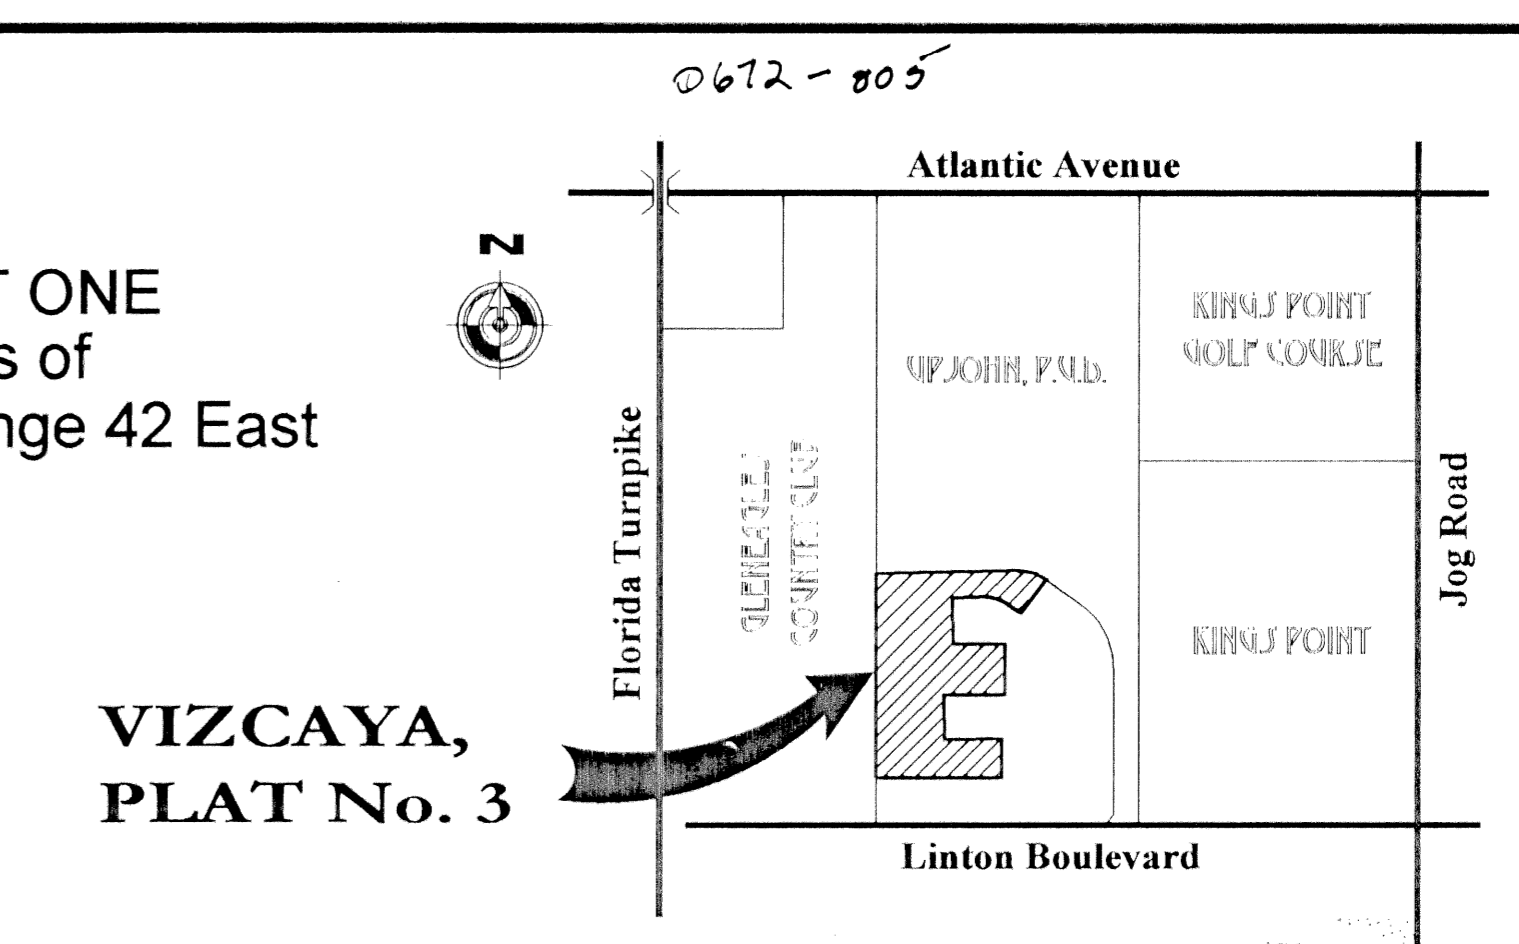 0672-805
Atlantic Avenue
N
T ONE
s of
nge 42 East
KINGS POINT
GOLF COURSE
UPJOHN, P.U.D.
Florida Turnpike
GLENEAGLES
COUNTRY CLUB
Jog Road
KINGS POINT
VIZCAYA,
PLAT No. 3
Linton Boulevard